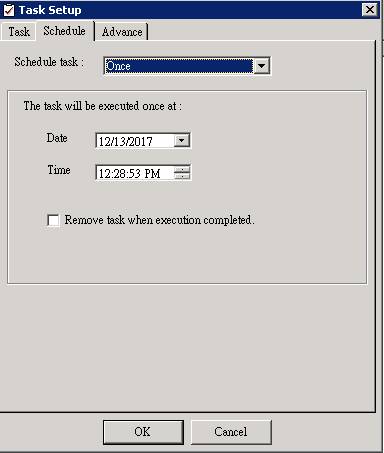 Task Setup
Task Schedule Advance
Schedule task : Once
The task will be executed once at :
Date 12/13/2017
Time 12:28:53 PM
Remove task when execution completed.
OK Cancel